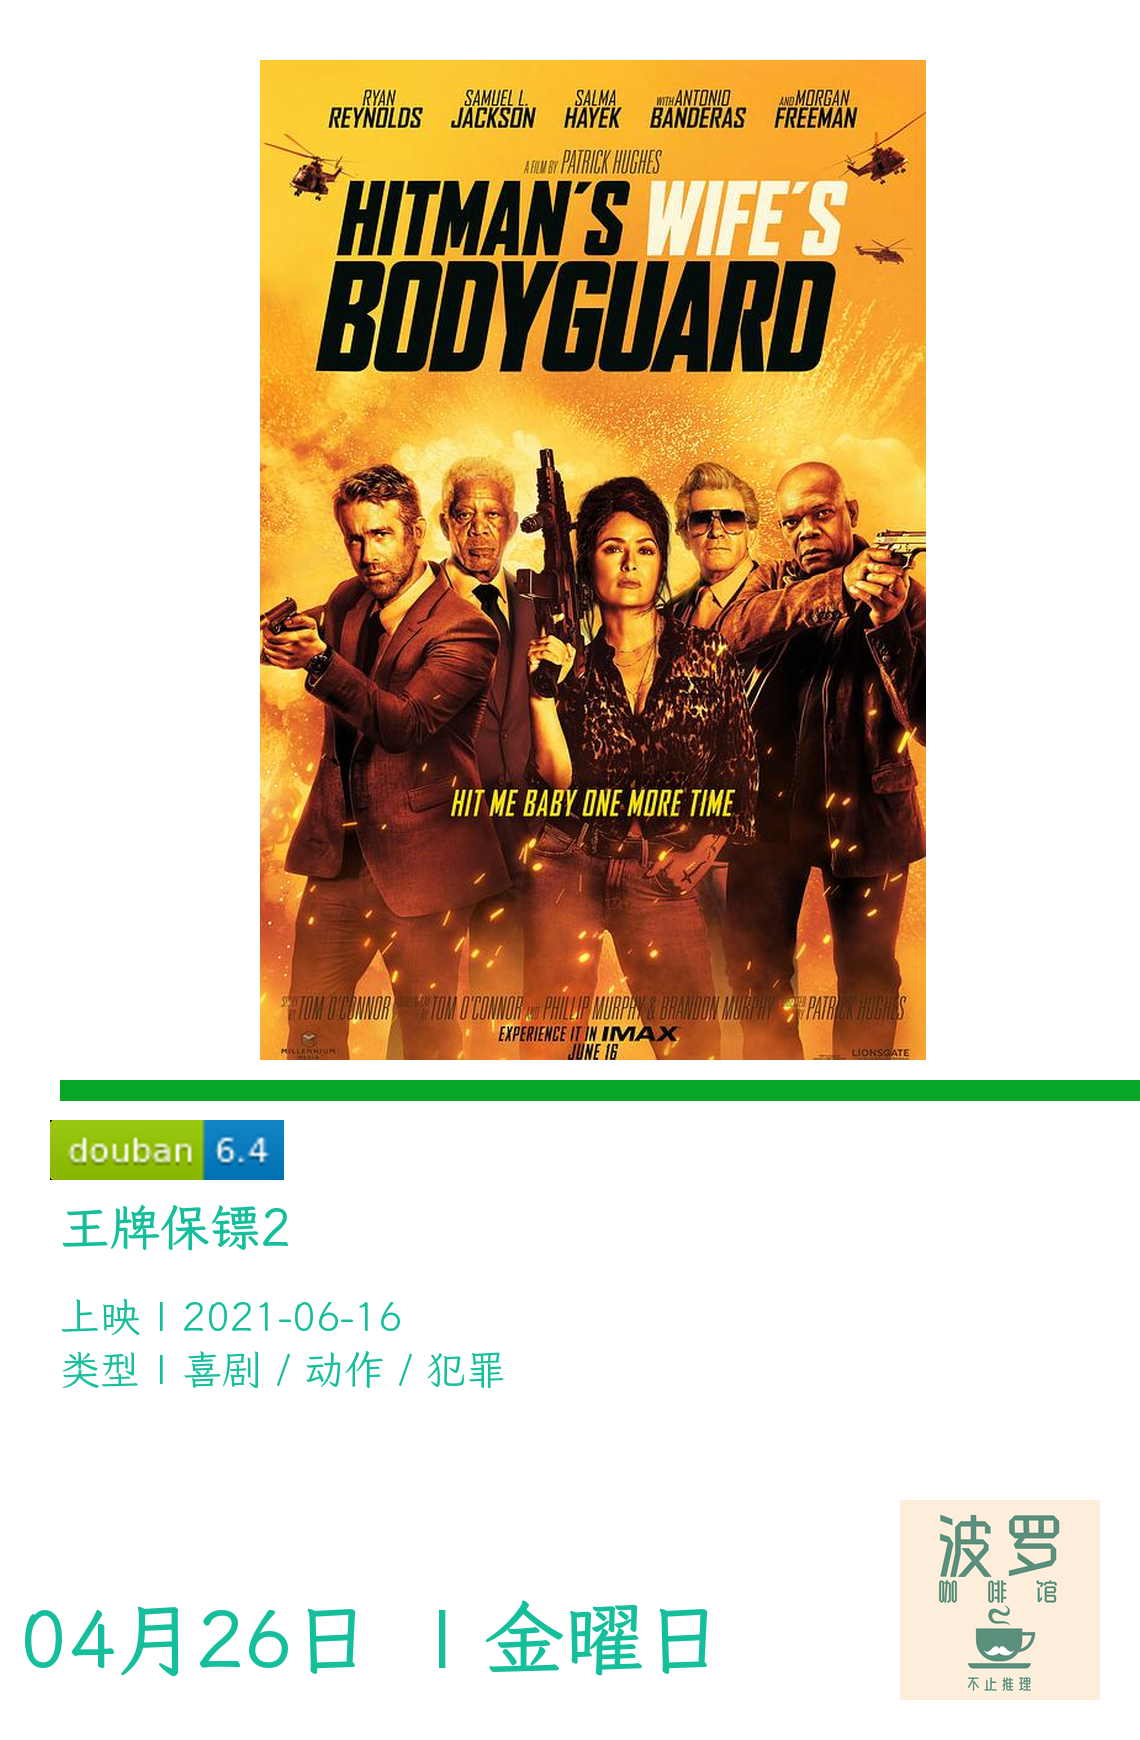 RYAN REYNOLDS SAMUEL L. JACKSON SALMA HAYEK WITH ANTONIO BANDERAS AND MORGAN FREEMAN
A FILM BY PATRICK HUGHES
HITMAN'S WIFE'S
BODYGUARD
HIT ME BABY ONE MORE TIME
TOM O'CONNOR TOM O'CONNOR AND PHILLIP MURPHY & BRANDON MURPHY PATRICK HUGHES
EXPERIENCE IT IN IMAX
JUNE 16
MILLENNIUM
MEDIA
LIONSGATE
douban 6.4
王牌保镖2
上映 | 2021-06-16
类型 | 喜剧 / 动作 / 犯罪
波罗
咖啡馆
不止推理
04月26日 | 金曜日